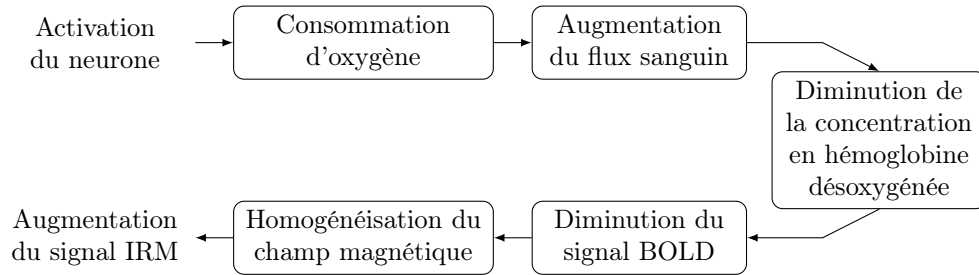 Activation
du neurone
Consommation
d'oxygène
Augmentation
du flux sanguin
Diminution de
la concentration
en hémoglobine
désoxygénée
Diminution du
signal BOLD
Homogénéisation du
champ magnétique
Augmentation
du signal IRM